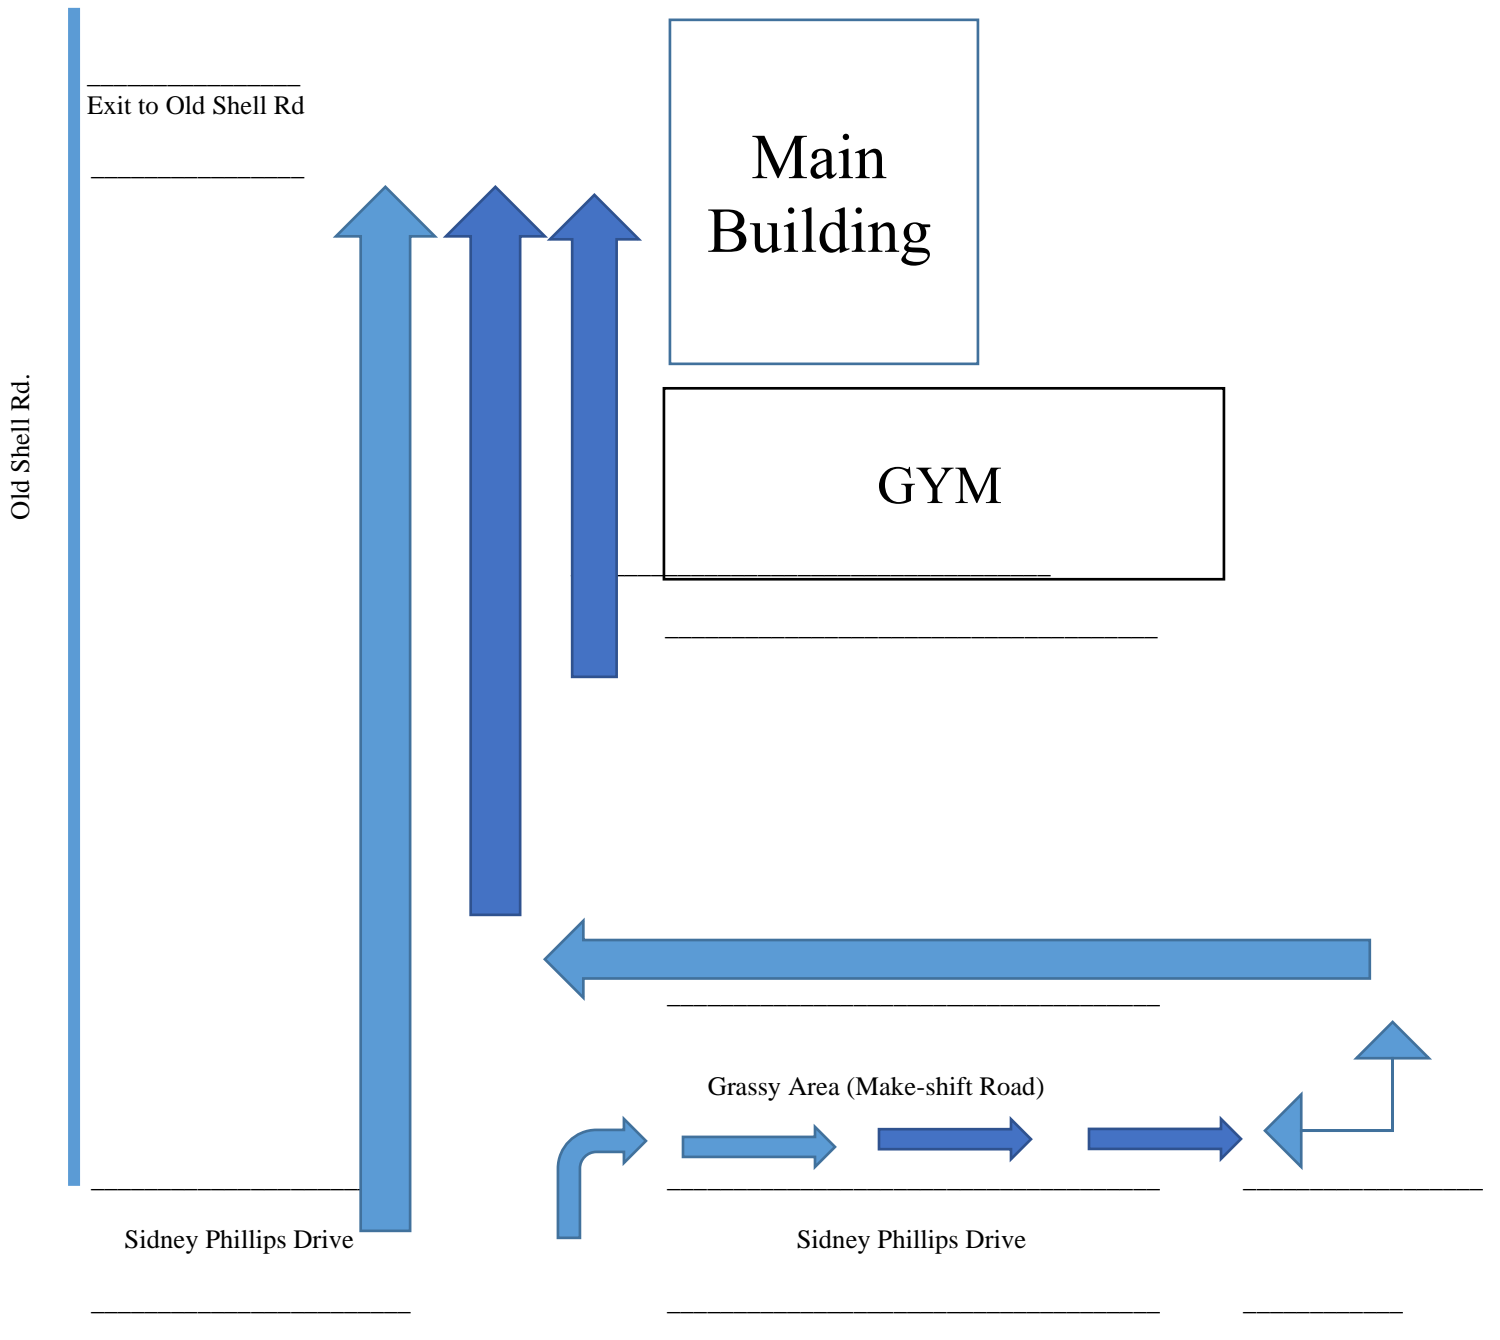 Exit to Old Shell Rd
Main
Building
Old Shell Rd.
GYM
Grassy Area (Make-shift Road)
Sidney Phillips Drive
Sidney Phillips Drive